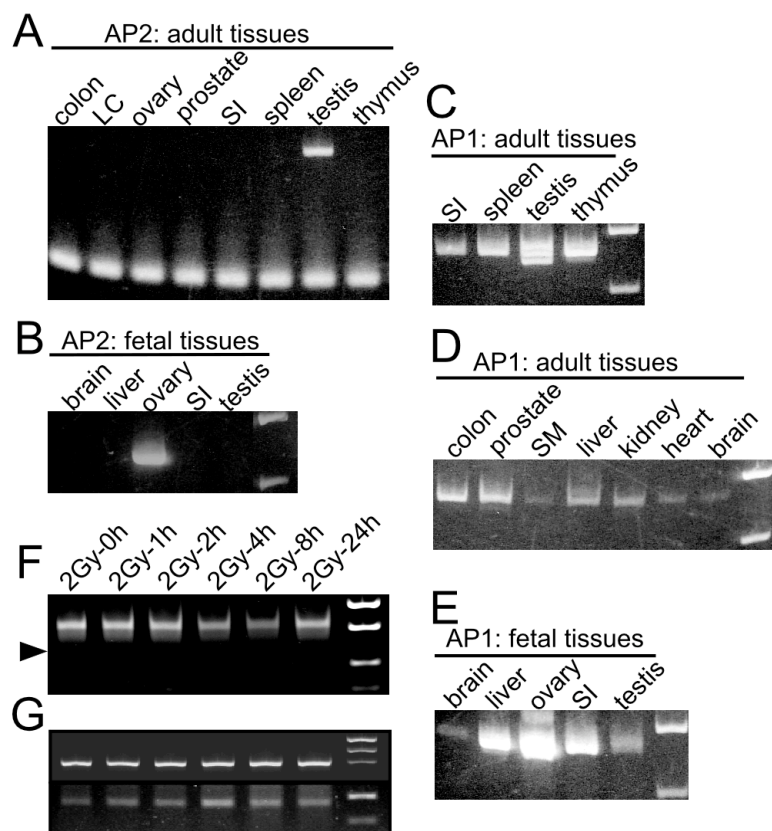 A
AP2: adult tissues
colon LC ovary prostate SI spleen testis thymus
B
AP2: fetal tissues
brain liver ovary SI testis
C
AP1: adult tissues
SI spleen testis thymus
D
AP1: adult tissues
colon prostate SM liver kidney heart brain
E
AP1: fetal tissues
brain liver ovary SI testis
F
2Gy-0h 2Gy-1h 2Gy-2h 2Gy-4h 2Gy-8h 2Gy-24h
G